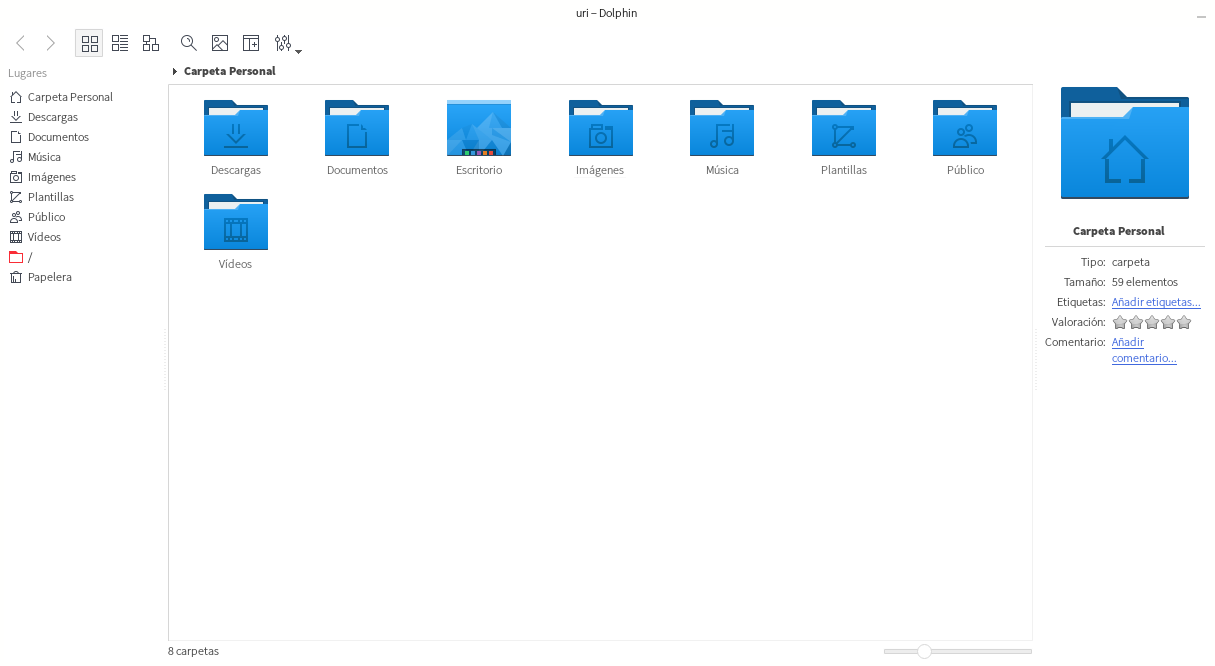 uri – Dolphin
Lugares
Carpeta Personal
Descargas
Documentos
Música
Imágenes
Plantillas
Público
Vídeos
/
Papelera
Carpeta Personal
Descargas Documentos Escritorio Imágenes Música Plantillas Público
Vídeos
8 carpetas
Carpeta Personal
Tipo: carpeta
Tamaño: 59 elementos
Etiquetas: Añadir etiquetas...
Valoración:
Comentario: Añadir
comentario...